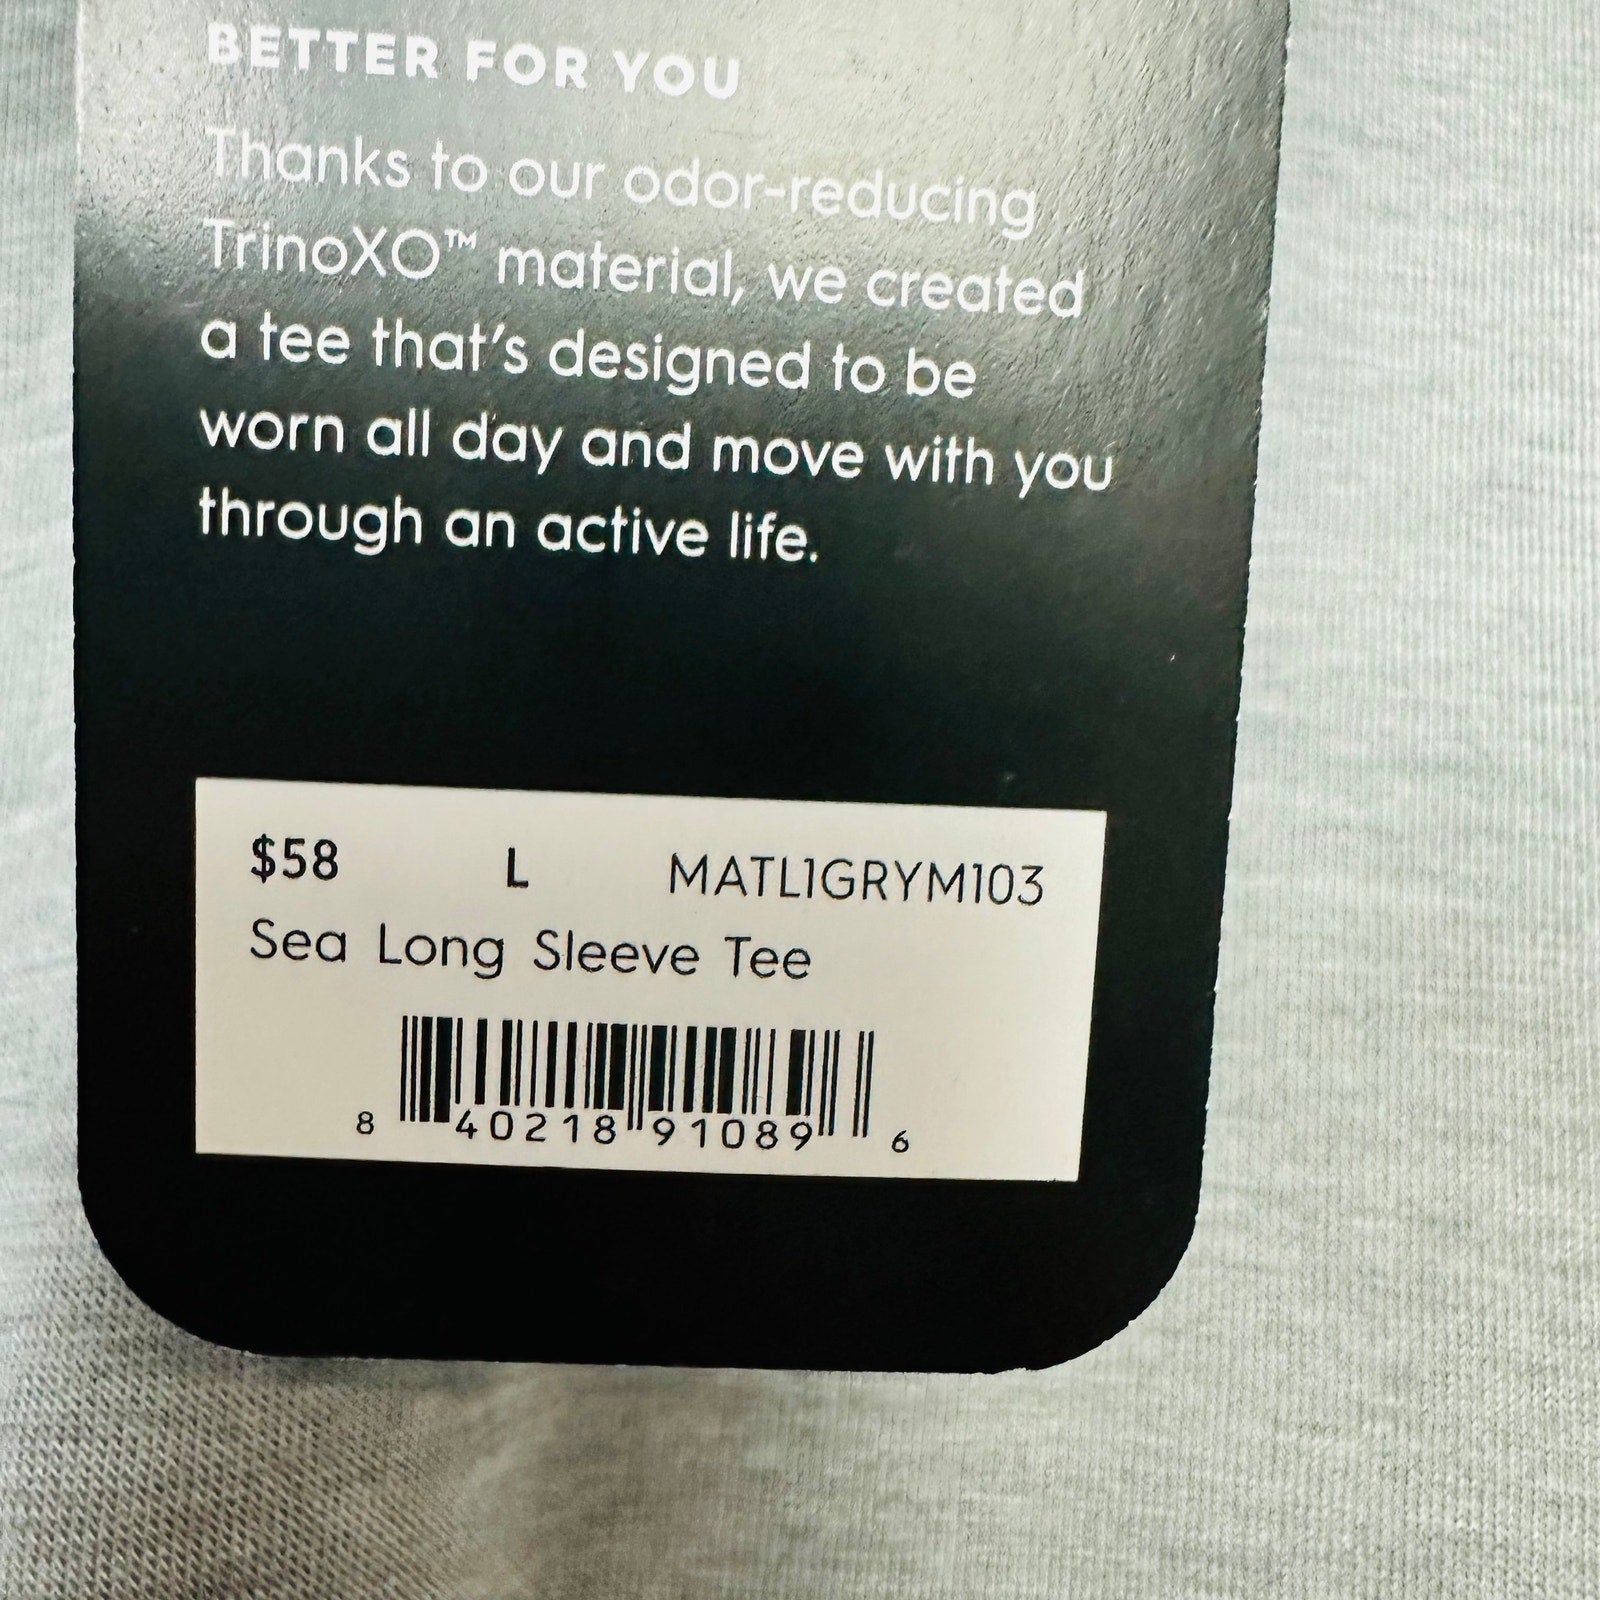 BETTER FOR YOU
Thanks to our odor-reducing
TrinoXO™ material, we created
a tee that's designed to be
worn all day and move with you
through an active life.
$58 L MATL1GRYM103
Sea Long Sleeve Tee
8 40218 91089 6